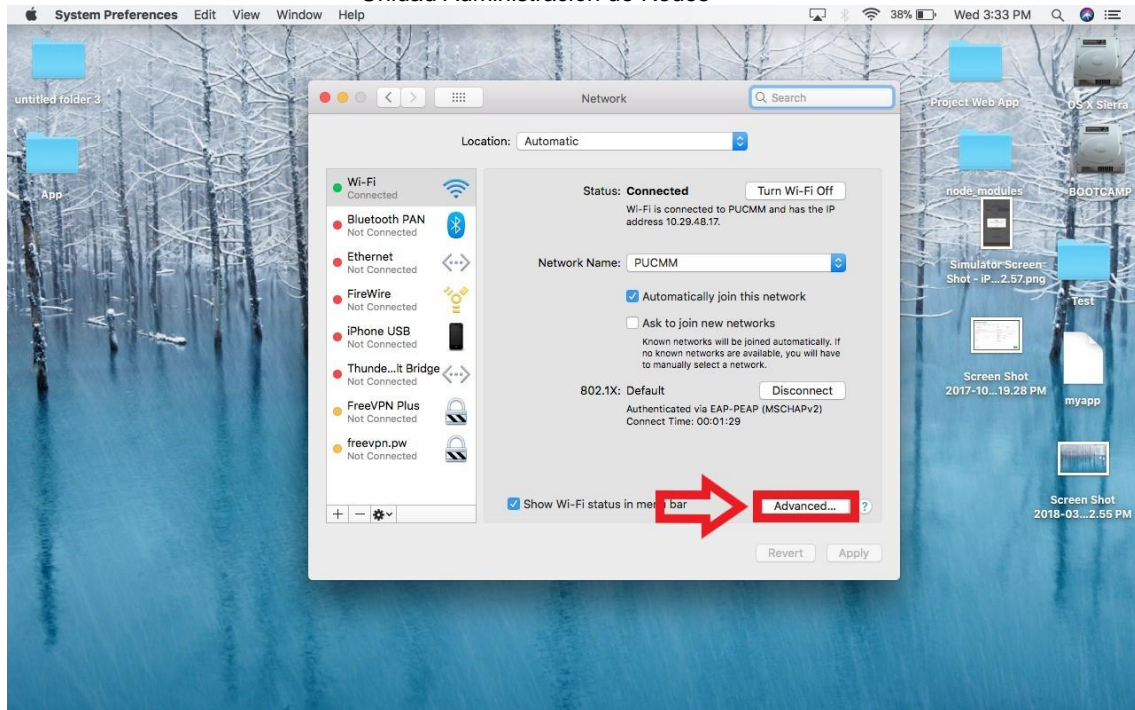 Unidad Administración de Redes
System Preferences Edit View Window Help
38% Wed 3:33 PM
untitled folder 3
App
Network
Search
Location: Automatic
Wi-Fi
Connected
Bluetooth PAN
Not Connected
Ethernet
Not Connected
FireWire
Not Connected
iPhone USB
Not Connected
Thunde...lt Bridge
Not Connected
FreeVPN Plus
Not Connected
freevpn.pw
Not Connected
Status: Connected Turn Wi-Fi Off
Wi-Fi is connected to PUCMM and has the IP
address 10.29.48.17.
Network Name: PUCMM
Automatically join this network
Ask to join new networks
Known networks will be joined automatically. If
no known networks are available, you will have
to manually select a network.
802.1X: Default Disconnect
Authenticated via EAP-PEAP (MSCHAPv2)
Connect Time: 00:01:29
Show Wi-Fi status in menu bar
Advanced... ?
Revert Apply
Project Web App
OS X Sierra
node_modules
BOOTCAMP
Simulator Screen
Shot - iP...2.57.png
Test
Screen Shot
2017-10...19.28 PM
myapp
Screen Shot
2018-03...2.55 PM